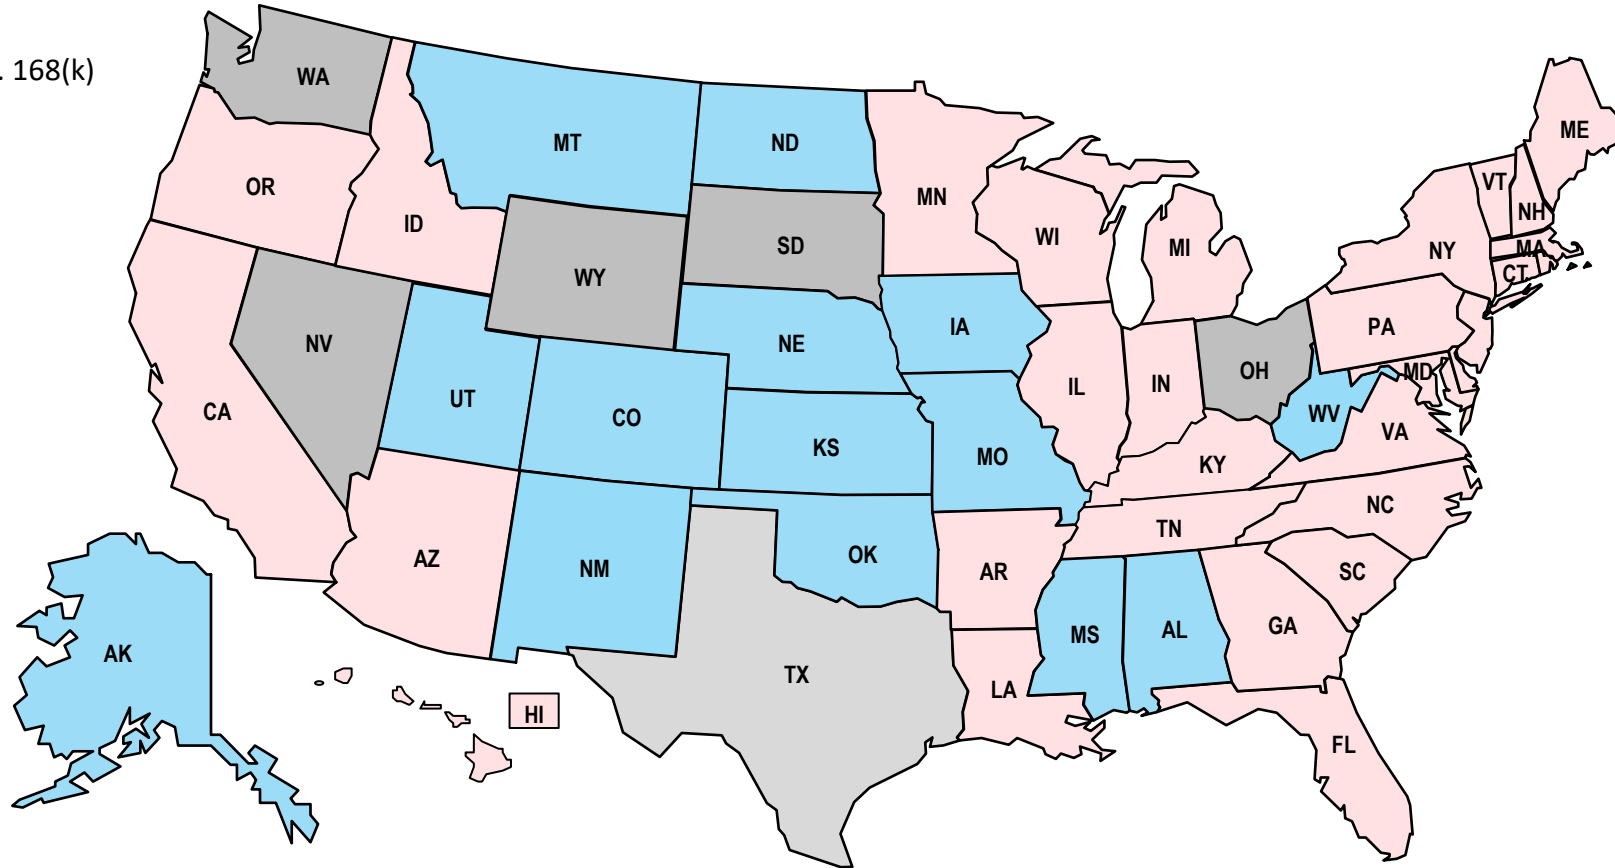 . 168(k)
WA
ME
MT
ND
OR
VT
MN
NH
ID
SD
WI
MI
NY
MA
WY
CT
IA
PA
NV
NE
OH
MD
IL
IN
UT
CA
CO
WV
VA
KS
MO
KY
NC
TN
AZ
NM
OK
AR
SC
MS
AL
GA
AK
TX
LA
HI
FL